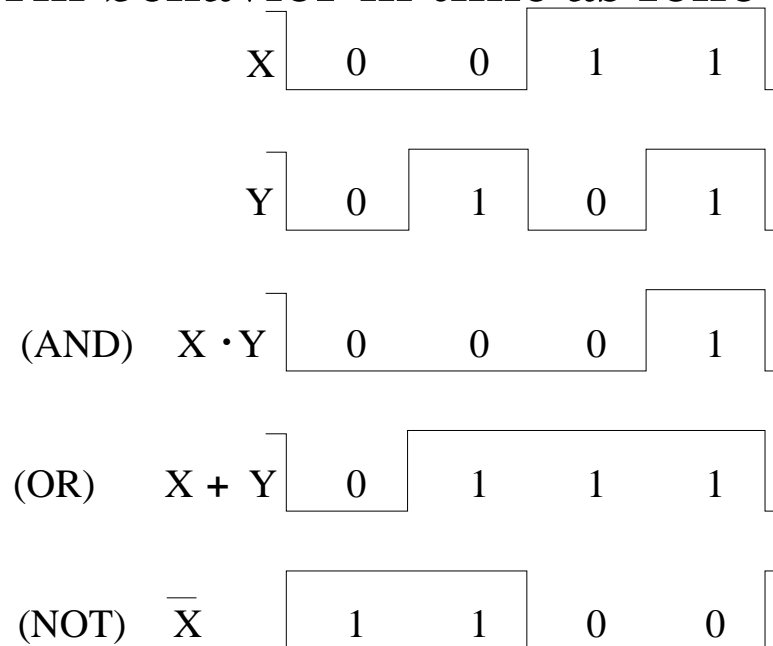 X 0 0 1 1
Y 0 1 0 1
(AND) X · Y 0 0 0 1
(OR) X + Y 0 1 1 1
(NOT) X̅ 1 1 0 0